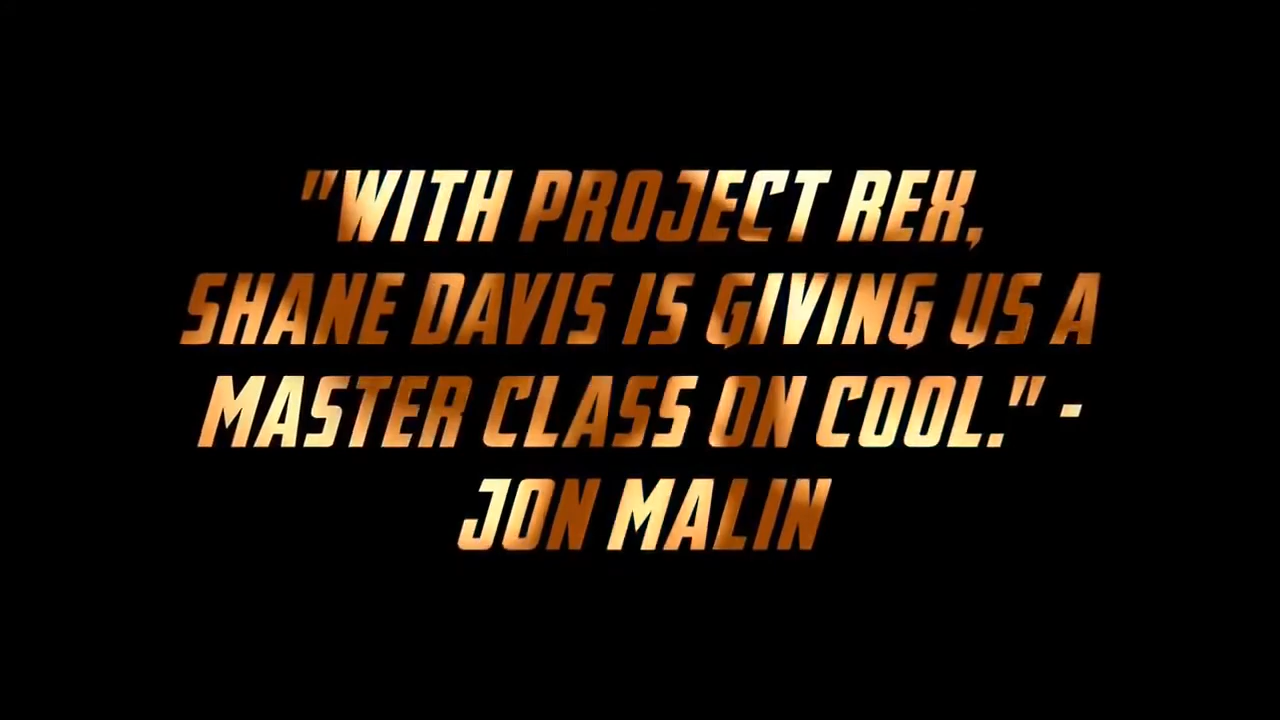 "WITH PROJECT REX,
SHANE DAVIS IS GIVING US A
MASTER CLASS ON COOL." -
JON MALIN